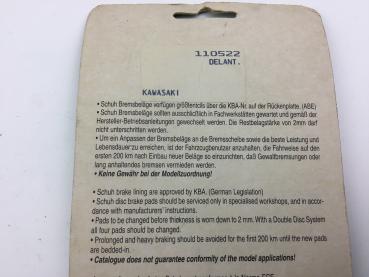 110522
DELANT.
KAWASAKI
• Schuh Bremsbeläge verfügen größtenteils über die KBA-Nr. auf der Rückenplatte. (ABE)
• Schuh Bremsbeläge sollten ausschließlich in Fachwerkstätten gewartet und gemäß der
Hersteller-Betriebsanleitungen gewechselt werden. Die Restbelagstärke von 2mm darf
nicht unterschritten werden.
• Um ein Anpassen der Bremsbeläge an die Bremsscheibe sowie die beste Leistung und
Lebensdauer zu erreichen, ist der Fahrzeugbenutzer anzuhalten, die Fahrweise auf den
ersten 200 km nach Einbau neuer Beläge so einzurichten, daß Gewaltbremsungen oder
lang anhaltendes bremsen vermieden werden.
• Keine Gewähr bei der Modellzuordnung!
• Schuh brake lining are approved by KBA. (German Legislation)
• Schuh disc brake pads should be serviced only in specialised workshops, and in accor-
dance with manufacturers' instructions.
• Pads to be changed before thickness is worn down to 2 mm. With a Double Disc System
all four pads should be changed.
• Prolonged and heavy braking should be avoided for the first 200 km until the new pads
are bedded-in.
• Catalogue does not guarantee conformity of the model applications!